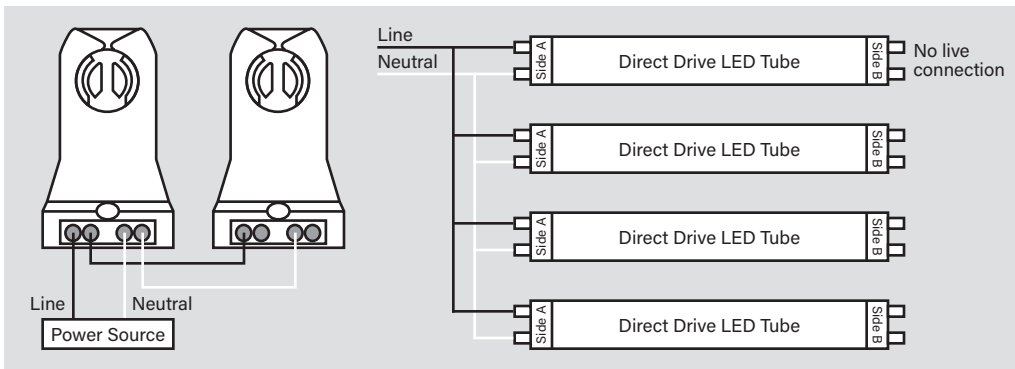 Line
Neutral
Power Source
Line
Neutral
Side A
Direct Drive LED Tube
Side B
No live
connection
Side A
Direct Drive LED Tube
Side B
Side A
Direct Drive LED Tube
Side B
Side A
Direct Drive LED Tube
Side B